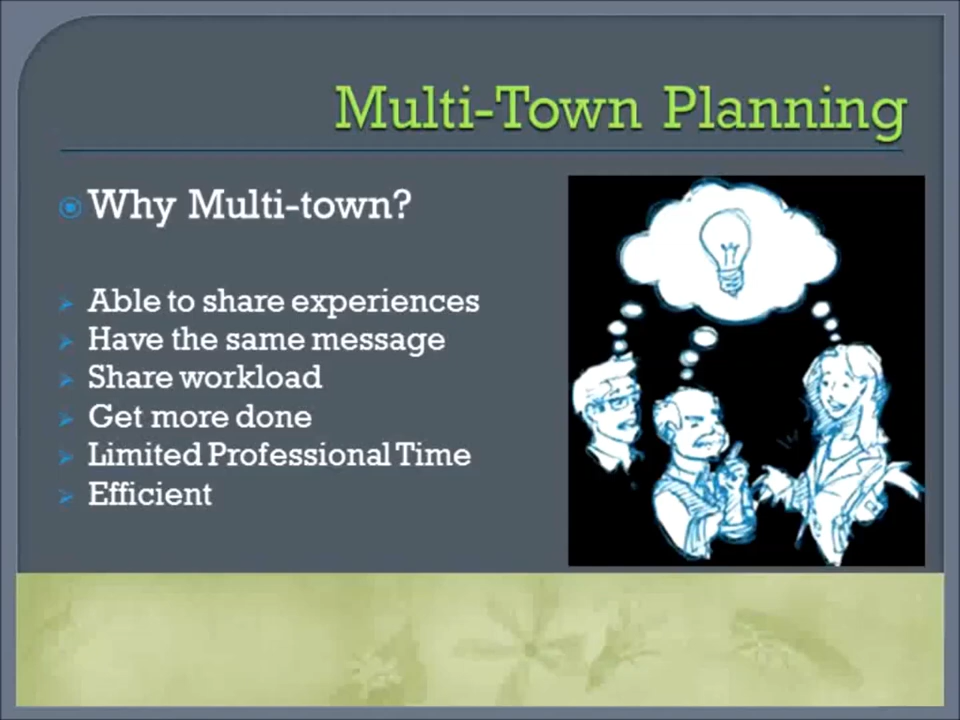 Multi-Town Planning
Why Multi-town?
Able to share experiences
Have the same message
Share workload
Get more done
Limited Professional Time
Efficient